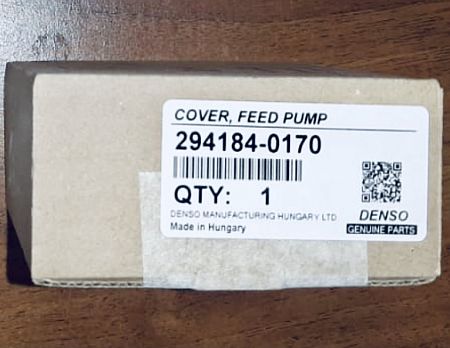 COVER, FEED PUMP
294184-0170
QTY: 1
DENSO MANUFACTURING HUNGARY LTD
Made in Hungary
DENSO
GENUINE PARTS